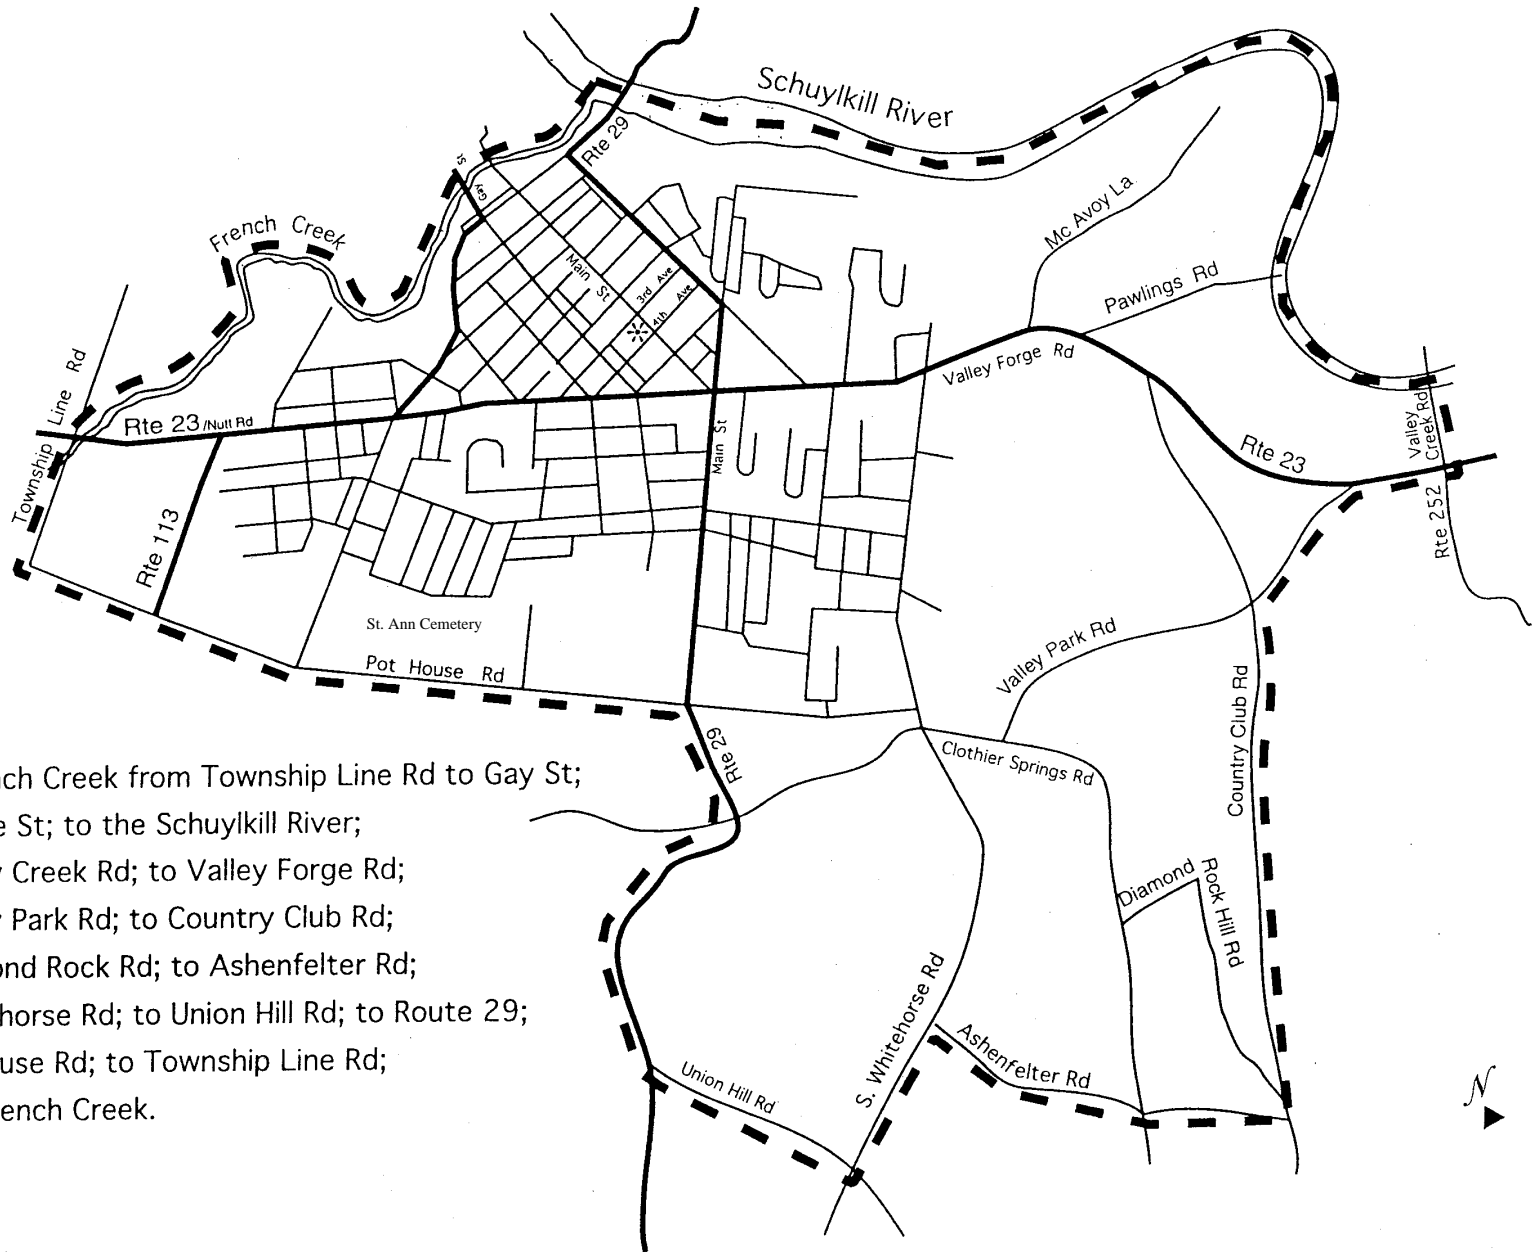 Schuylkill River
Rte 29
St
Gay
French Creek
Mc Avoy La
Main St
3rd Ave
4th Ave
Pawlings Rd
Valley Forge Rd
Township Line Rd
Rte 23/Nutt Rd
Main St
Valley Creek Rd
Rte 23
Rte 252
Rte 113
St. Ann Cemetery
Pot House Rd
Valley Park Rd
Country Club Rd
Rte 29
Clothier Springs Rd
Diamond Rock Hill Rd
S. Whitehorse Rd
Ashenfelter Rd
Union Hill Rd
N
ch Creek from Township Line Rd to Gay St;
e St; to the Schuylkill River;
y Creek Rd; to Valley Forge Rd;
y Park Rd; to Country Club Rd;
ond Rock Rd; to Ashenfelter Rd;
horse Rd; to Union Hill Rd; to Route 29;
use Rd; to Township Line Rd;
ench Creek.